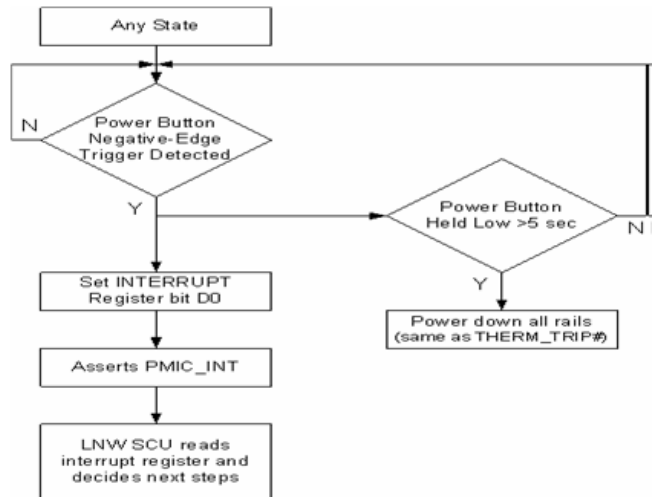 Any State
N
Power Button
Negative-Edge
Trigger Detected
Y
Power Button
Held Low >5 sec
N
Y
Set INTERRUPT
Register bit D0
Power down all rails
(same as THERM_TRIP#)
Asserts PMIC_INT
LNW SCU reads
interrupt register and
decides next steps